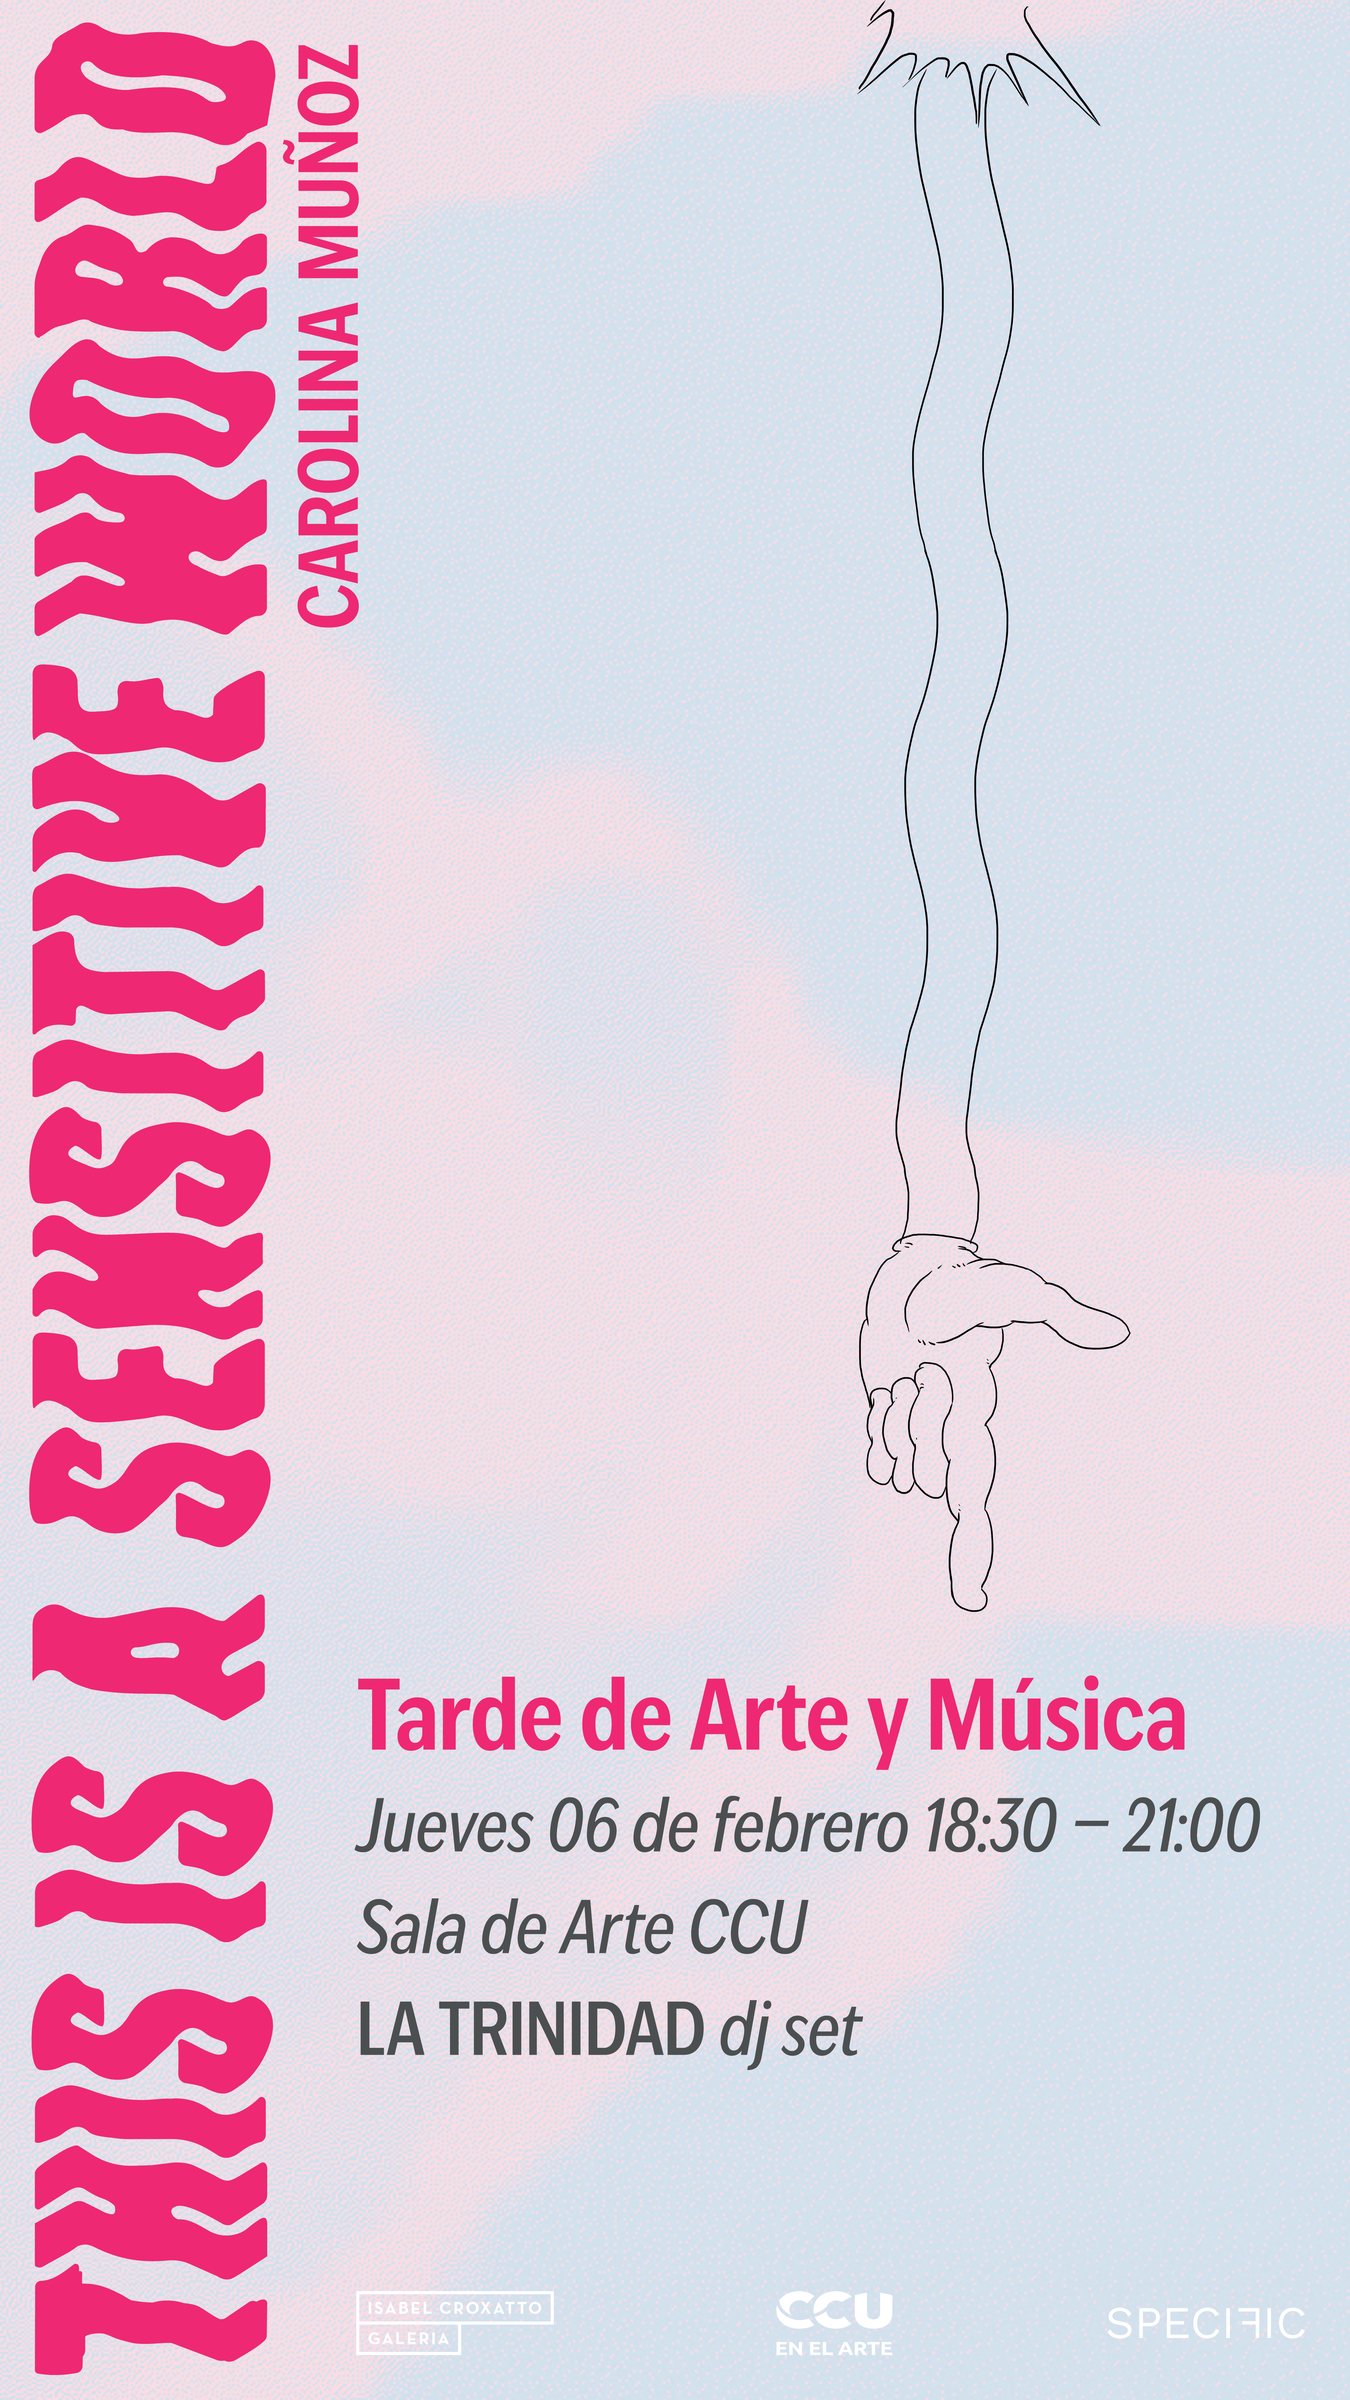 THIS IS A SENSITIVE WORLD
CAROLINA MUÑOZ
Tarde de Arte y Música
Jueves 06 de febrero 18:30 – 21:00
Sala de Arte CCU
LA TRINIDAD dj set
ISABEL CROXATTO
GALERIA
CCU
EN EL ARTE
SPECIFIC